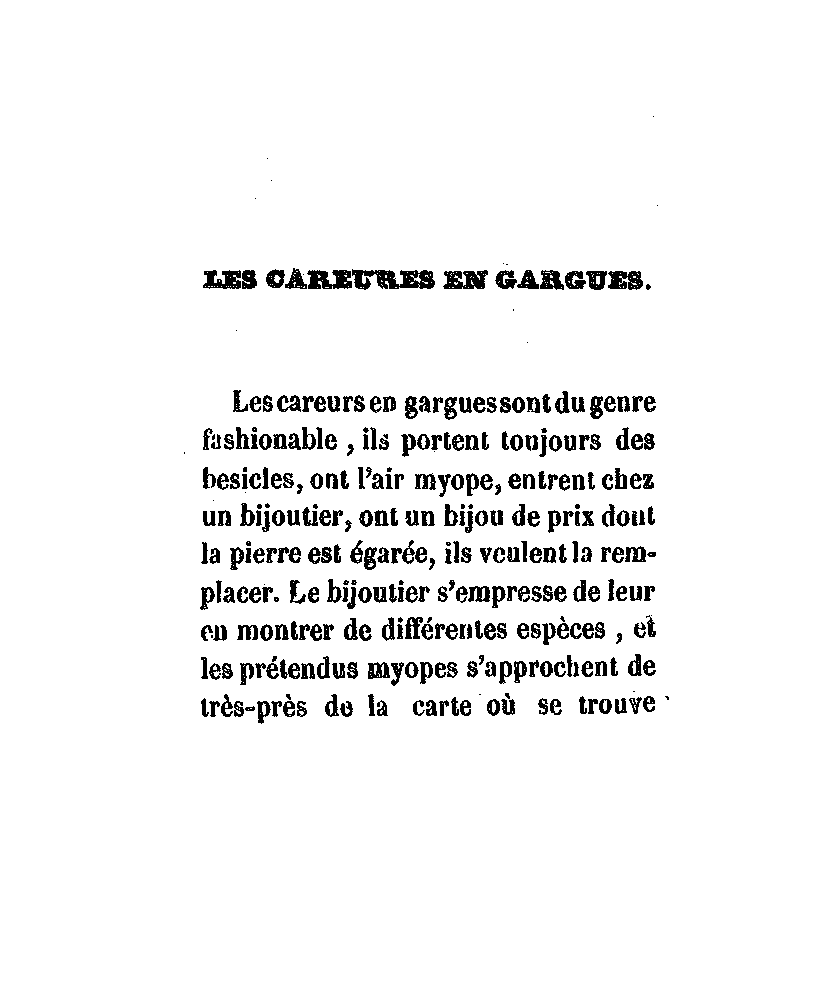 LES CAREURES EN GARGUES.
Les careurs en gargues sont du genre
fashionable , ils portent toujours des
besicles, ont l'air myope, entrent chez
un bijoutier, ont un bijou de prix dont
la pierre est égarée, ils veulent la rem-
placer. Le bijoutier s'empresse de leur
en montrer de différentes espèces , et
les prétendus myopes s'approchent de
très-près de la carte où se trouve